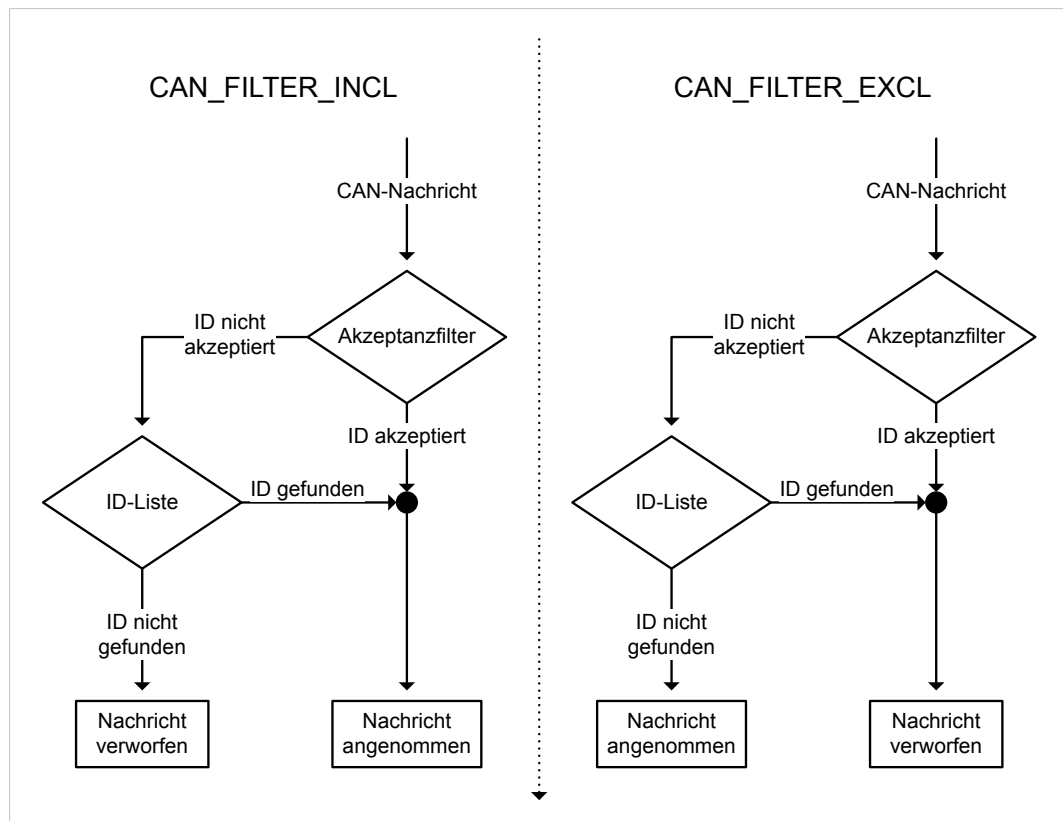 CAN_FILTER_INCL
CAN-Nachricht
Akzeptanzfilter
ID nicht
akzeptiert
ID akzeptiert
ID-Liste
ID gefunden
ID nicht
gefunden
Nachricht
verworfen
Nachricht
angenommen
CAN_FILTER_EXCL
CAN-Nachricht
Akzeptanzfilter
ID nicht
akzeptiert
ID akzeptiert
ID-Liste
ID gefunden
ID nicht
gefunden
Nachricht
angenommen
Nachricht
verworfen